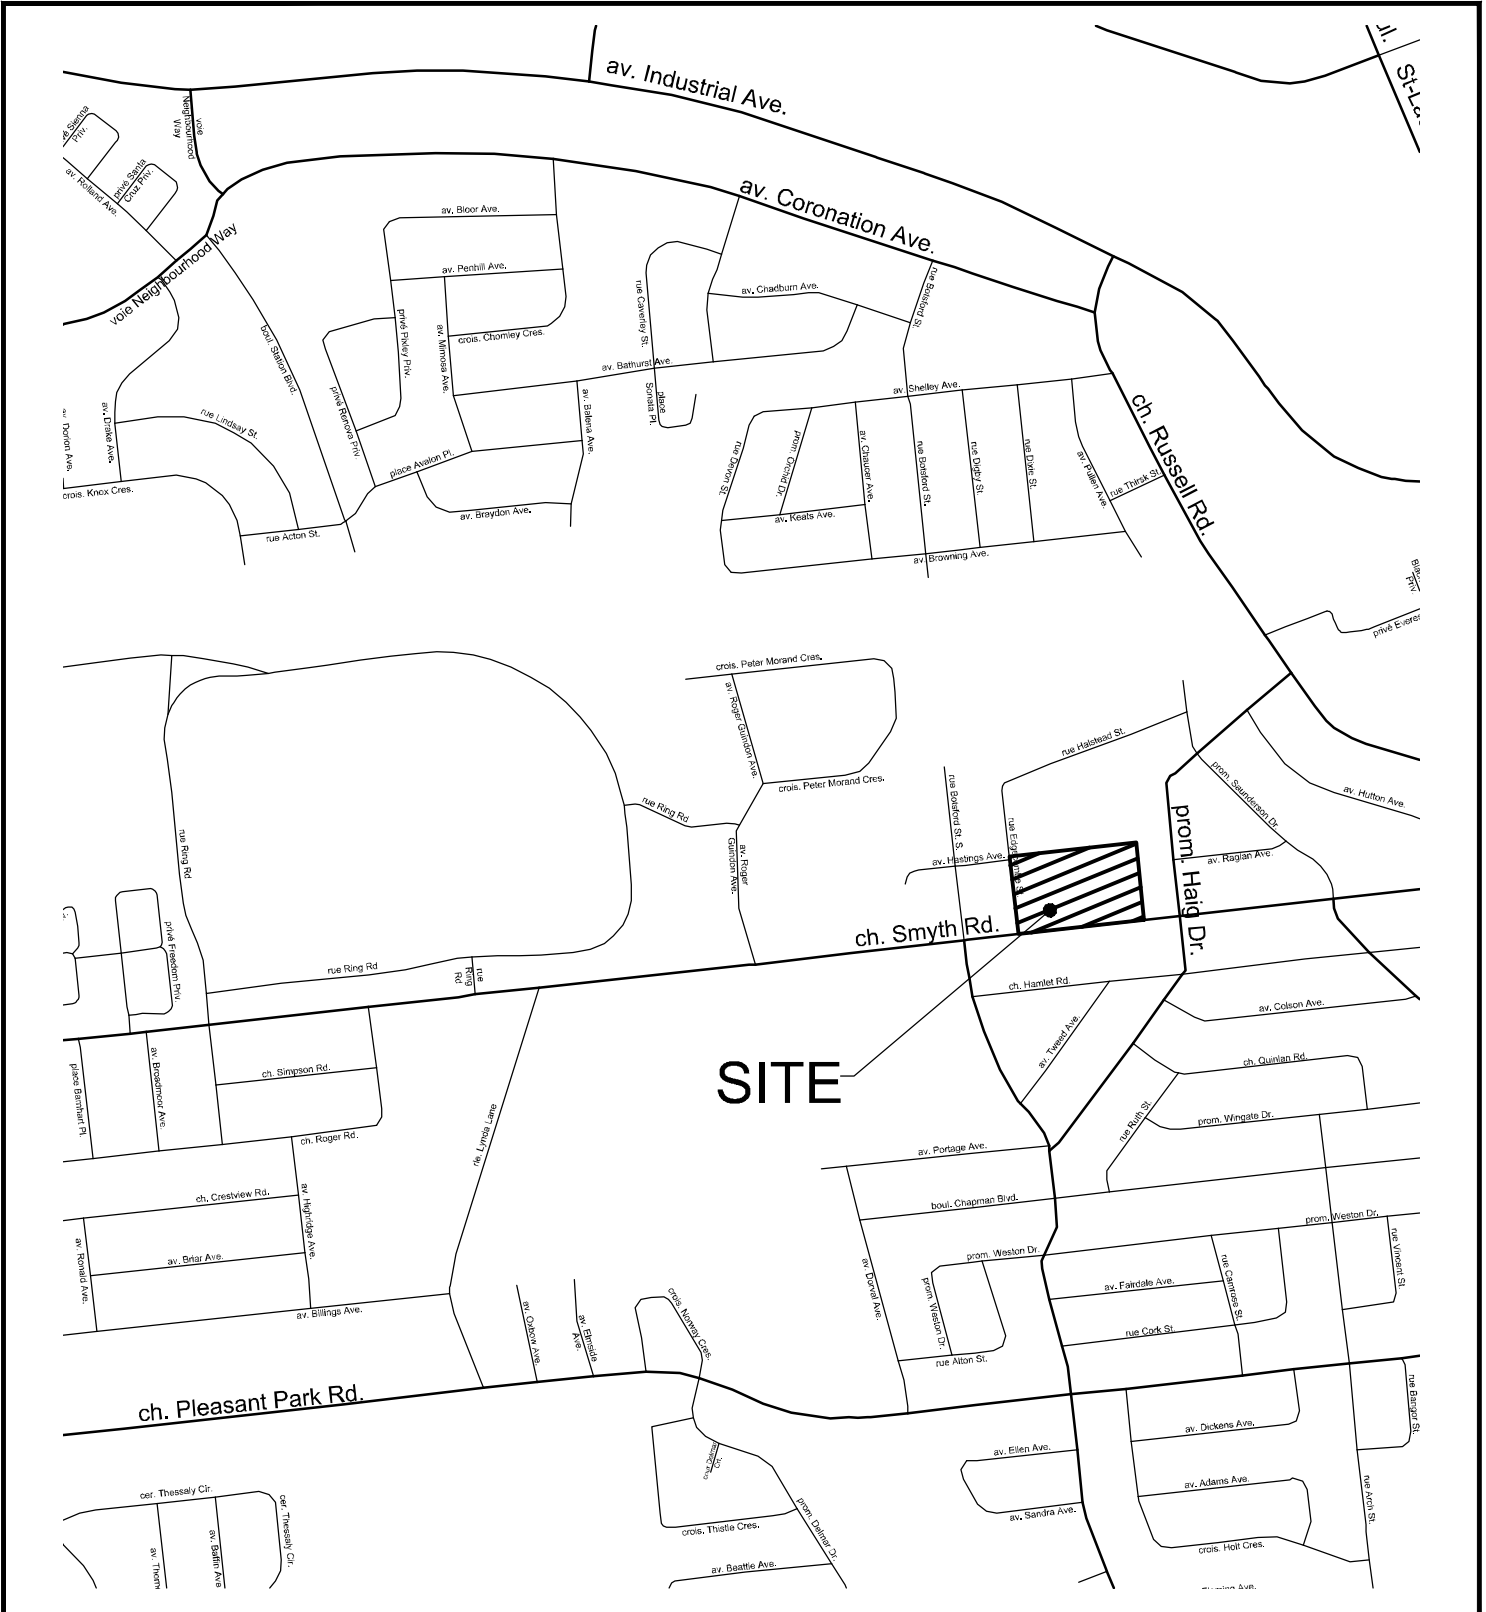 av. Industrial Ave.
St-La
voie
Neighbourhood
Way
Priv.
privé Santa
Cruz Priv.
av. Rolland Ave.
av. Coronation Ave.
voie Neighbourhood Way
av. Bloor Ave.
av. Penhill Ave.
rue Caverley St.
av. Chadburn Ave.
rue Botsford St.
boul. Station Blvd.
privé Pixley Priv.
av. Mimosa Ave.
crois. Chomley Cres.
av. Bathurst Ave.
place
Sonata Pl.
av. Shelley Ave.
privé Renova Priv.
av. Balena Ave.
ch. Russell Rd.
av. Dorion Ave.
av. Drake Ave.
rue Lindsay St.
place Avalon Pl.
rue Devon St.
prom. Orchid Dr.
av. Chaucer Ave.
rue Botsford St.
rue Digby St.
rue Dixie St.
av. Pullen Ave.
rue Thirsk St.
crois. Knox Cres.
rue Acton St.
av. Braydon Ave.
av. Keats Ave.
av. Browning Ave.
Priv.
privé Everes
crois. Peter Morand Cres.
av. Roger Guindon Ave.
crois. Peter Morand Cres.
rue Halstead St.
prom. Saunderson Dr.
av. Hutton Ave.
rue Ring Rd
rue Ring Rd
av. Roger
Guindon Ave.
rue Botsford St. S.
av. Hastings Ave.
prom. Haig Dr.
av. Raglan Ave.
ch. Smyth Rd.
privé Freedom Priv.
rue Ring Rd
rue
Ring
Rd
ch. Hamlet Rd.
av. Colson Ave.
av. Tweed Ave.
SITE
place Barnhart Pl.
av. Broadmoor Ave.
ch. Simpson Rd.
ch. Roger Rd.
rle. Lynda Lane
ch. Quinlan Rd.
rue Ruth St.
prom. Wingate Dr.
av. Portage Ave.
ch. Crestview Rd.
av. Highridge Ave.
boul. Chapman Blvd.
av. Ronald Ave.
av. Briar Ave.
prom. Weston Dr.
prom. Weston Dr.
rue Vincent St.
av. Billings Ave.
av. Oxbow Ave.
av. Elmside
Ave.
crois. Norway Cres.
av. Dorval Ave.
prom. Weston Dr.
av. Fairdale Ave.
rue Camrose St.
rue Cork St.
rue Alton St.
ch. Pleasant Park Rd.
rue Bangor St.
av. Dickens Ave.
av. Ellen Ave.
av. Adams Ave.
rue Arch St.
av. Sandra Ave.
cer. Thessaly Cir.
cer. Thessaly Cir.
av. Thom
av. Baffin Ave
crois. Thistle Cres.
prom. Delmar Dr.
av. Beattie Ave.
crois. Holt Cres.